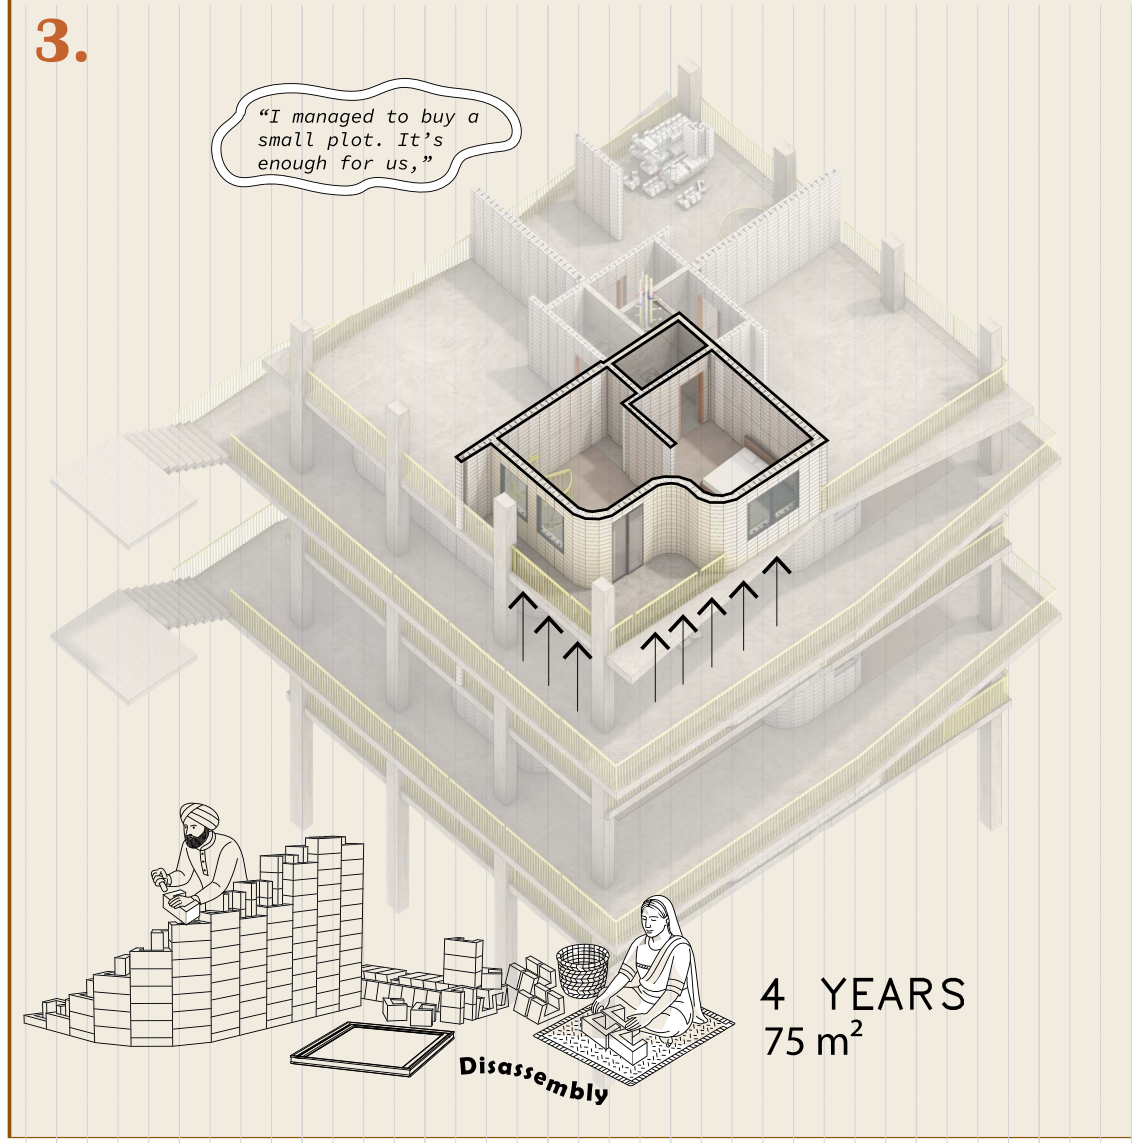 3.
“I managed to buy a
small plot. It’s
enough for us,”
Disassembly
4 YEARS
75 m²